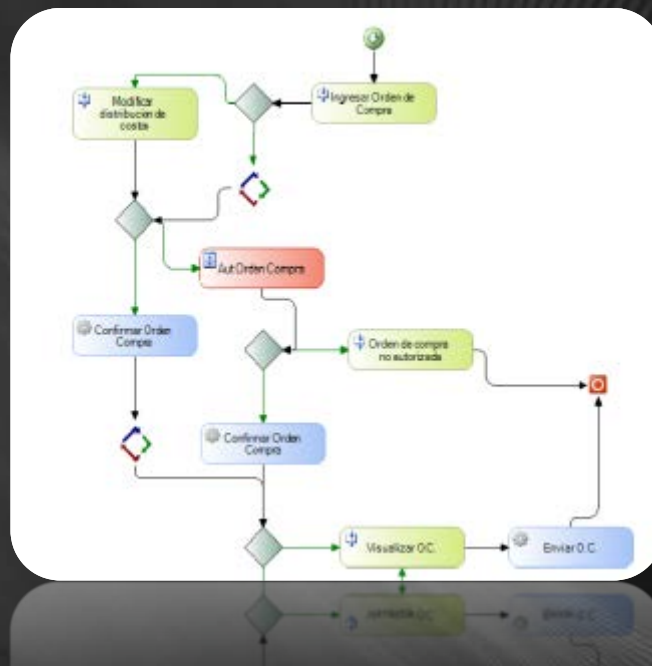 Ingresar Orden de
Compra
Modificar
distribucion de
costos
Aut Orden Compra
Confirmar Orden
Compra
Orden de compra
no autorizada
Confirmar Orden
Compra
Visualizar O.C.
Enviar O.C.